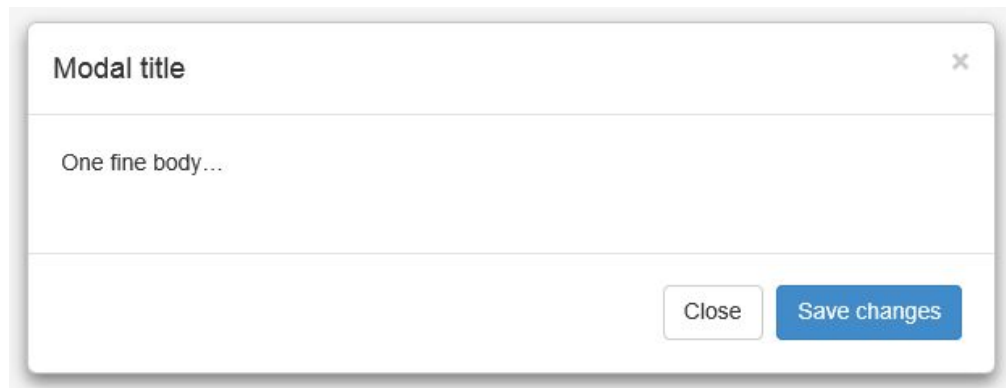 Modal title
×
One fine body…
Close
Save changes